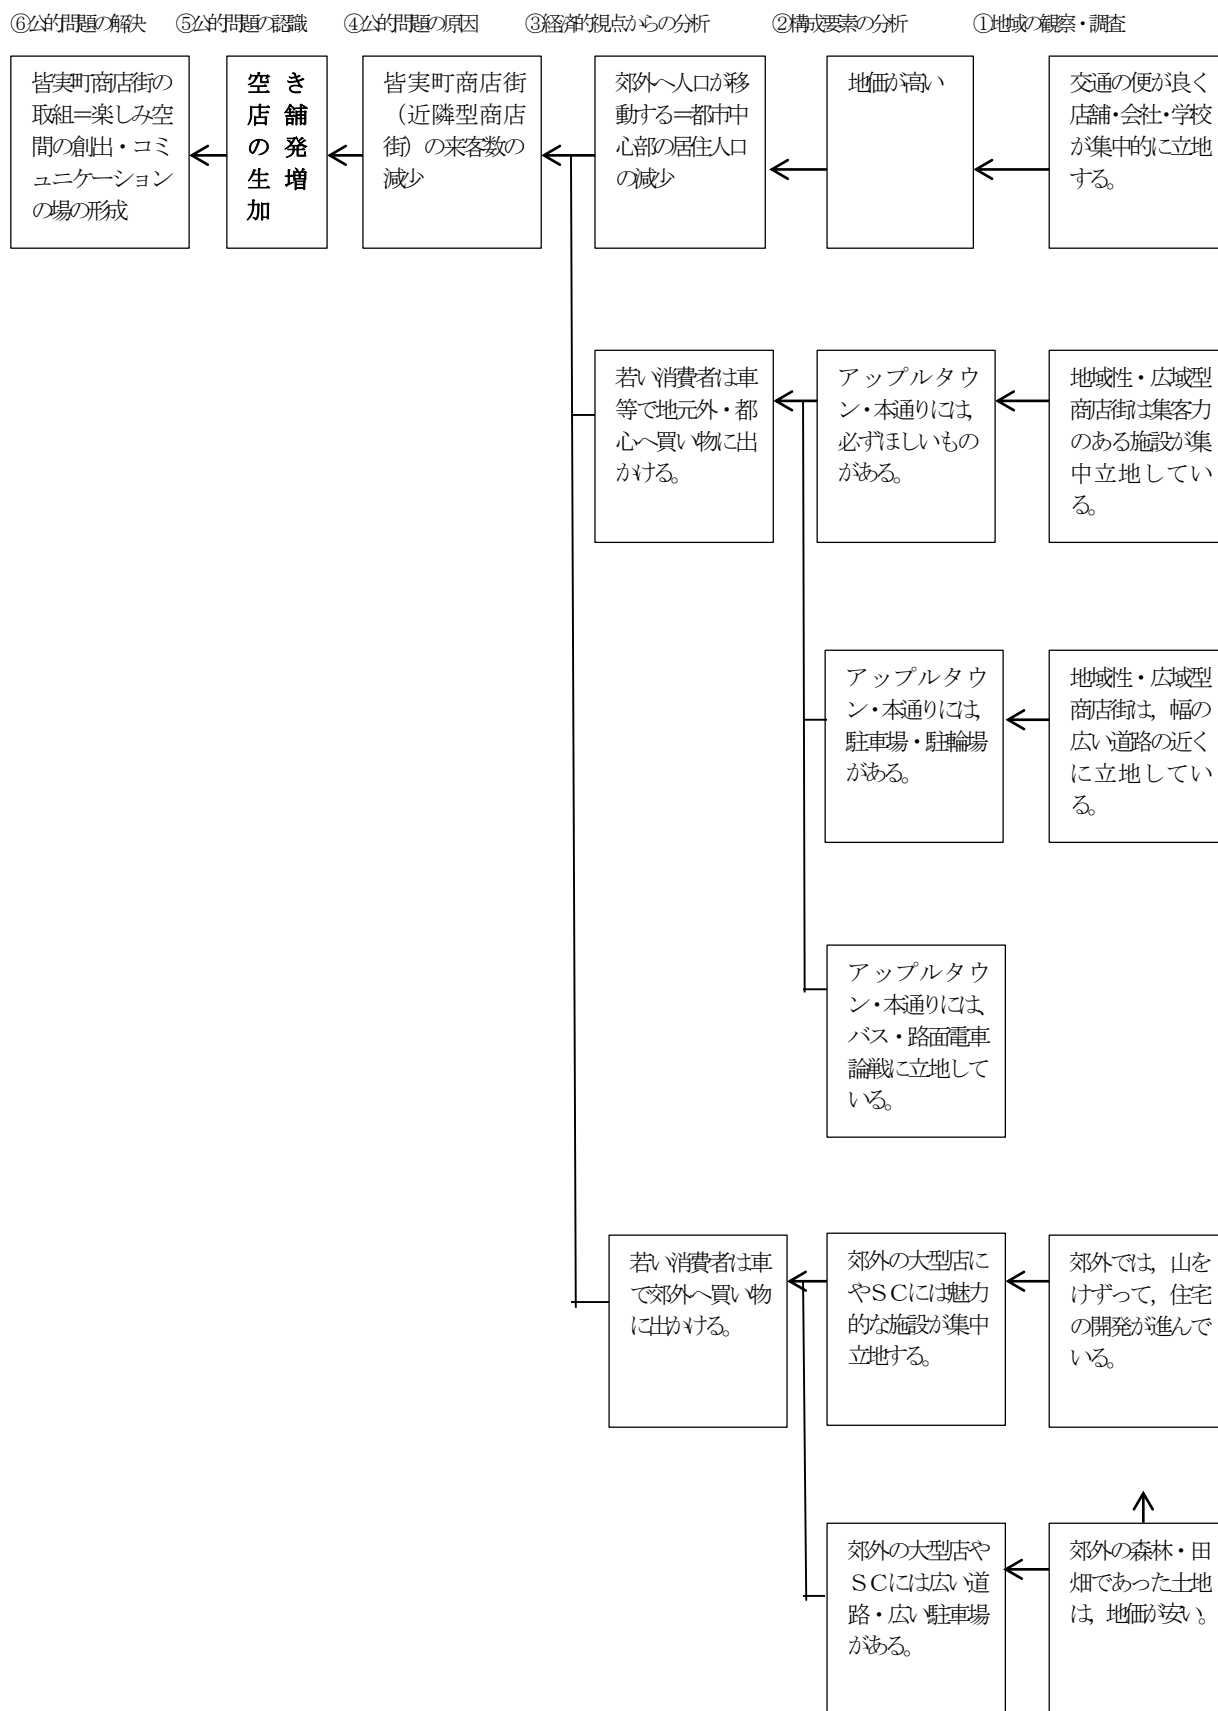 ⑥公的問題の解決 ⑤公的問題の認識 ④公的問題の原因 ③経済的視点からの分析 ②構成要素の分析 ①地域の観察・調査
皆実町商店街の
取組＝楽しみ空
間の創出・コミ
ュニケーション
の場の形成
空き
店舗
の発
生増
加
皆実町商店街
（近隣型商店
街）の来客数の
減少
郊外へ人口が移
動する＝都市中
心部の居住人口
の減少
地価が高い
交通の便が良く
店舗・会社・学校
が集中的に立地
する。
若い消費者は車
等で地元外・都
心へ買い物に出
かける。
アップルタウ
ン・本通りには，
必ずほしいもの
がある。
地域性・広域型
商店街は集客力
のある施設が集
中立地してい
る。
アップルタウ
ン・本通りには，
駐車場・駐輪場
がある。
地域性・広域型
商店街は，幅の
広い道路の近く
に立地してい
る。
アップルタウ
ン・本通りには、
バス・路面電車
論戦に立地して
いる。
若い消費者は車
で郊外へ買い物
に出かける。
郊外の大型店に
やＳＣには魅力
的な施設が集中
立地する。
郊外では，山を
けずって，住宅
の開発が進んで
いる。
郊外の大型店や
ＳＣには広い道
路・広い駐車場
がある。
郊外の森林・田
畑であった土地
は，地価が安い。